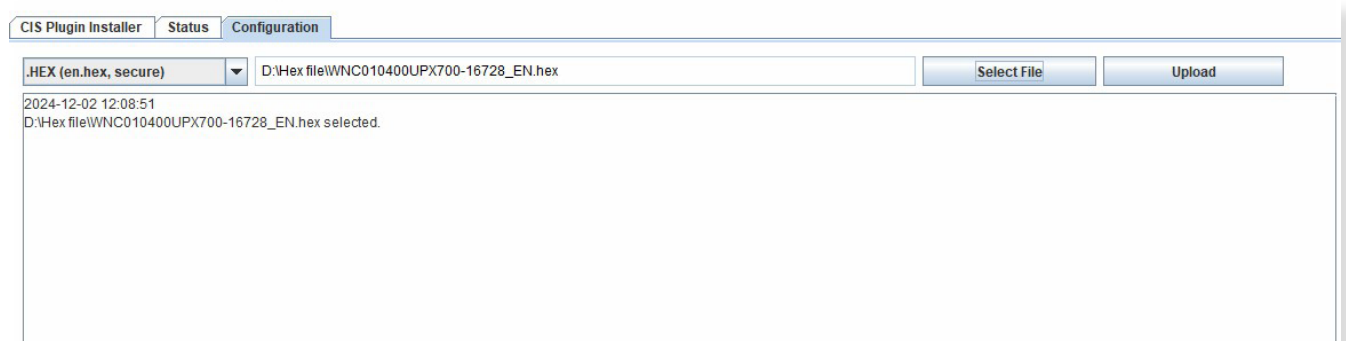 CIS Plugin Installer Status Configuration
.HEX (en.hex, secure) D:\Hex file\WNC010400UPX700-16728_EN.hex Select File Upload
2024-12-02 12:08:51
D:\Hex file\WNC010400UPX700-16728_EN.hex selected.